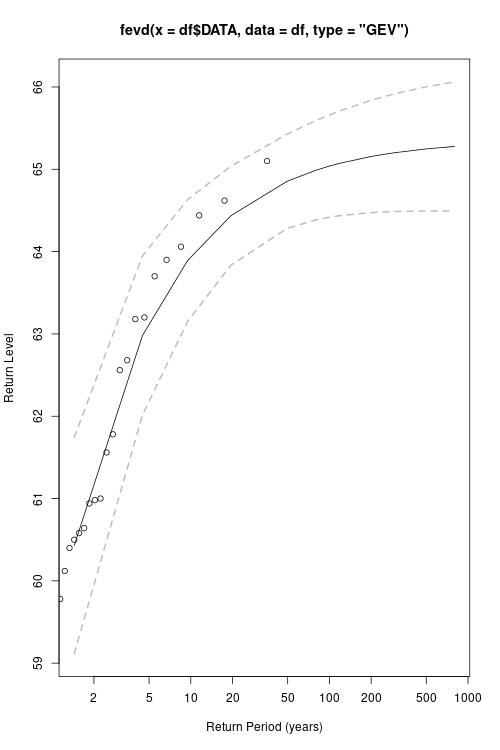 fevd(x = df$DATA, data = df, type = "GEV")
66
65
64
63
62
61
60
59
Return Level
2 5 10 20 50 100 200 500 1000
Return Period (years)